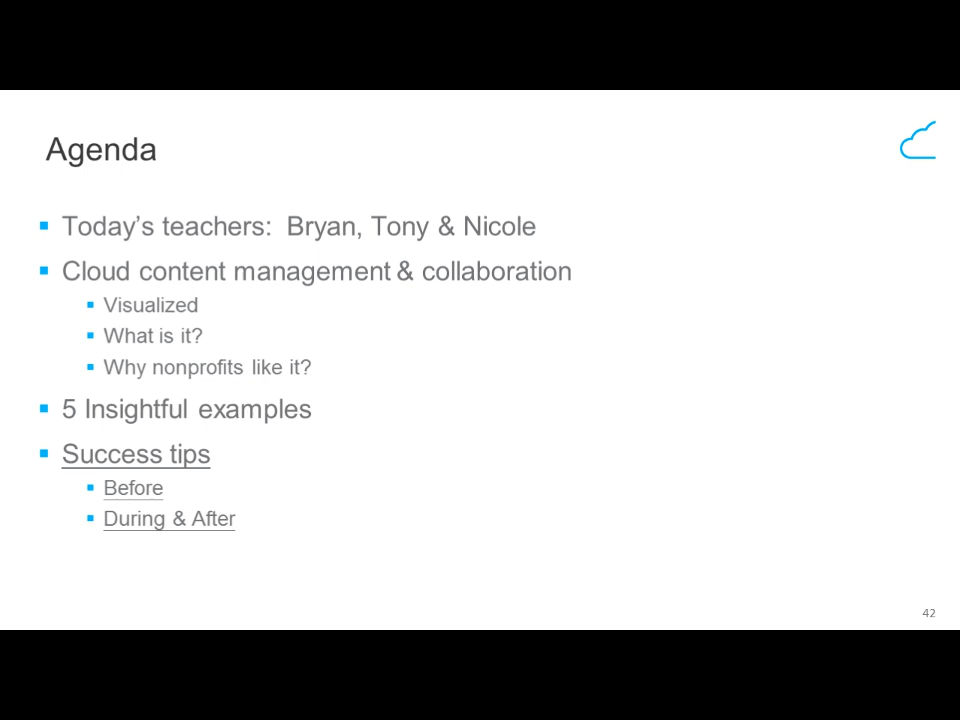 Agenda
Today's teachers:  Bryan, Tony & Nicole
Cloud content management & collaboration
Visualized
What is it?
Why nonprofits like it?
5 Insightful examples
Success tips
Before
During & After
42